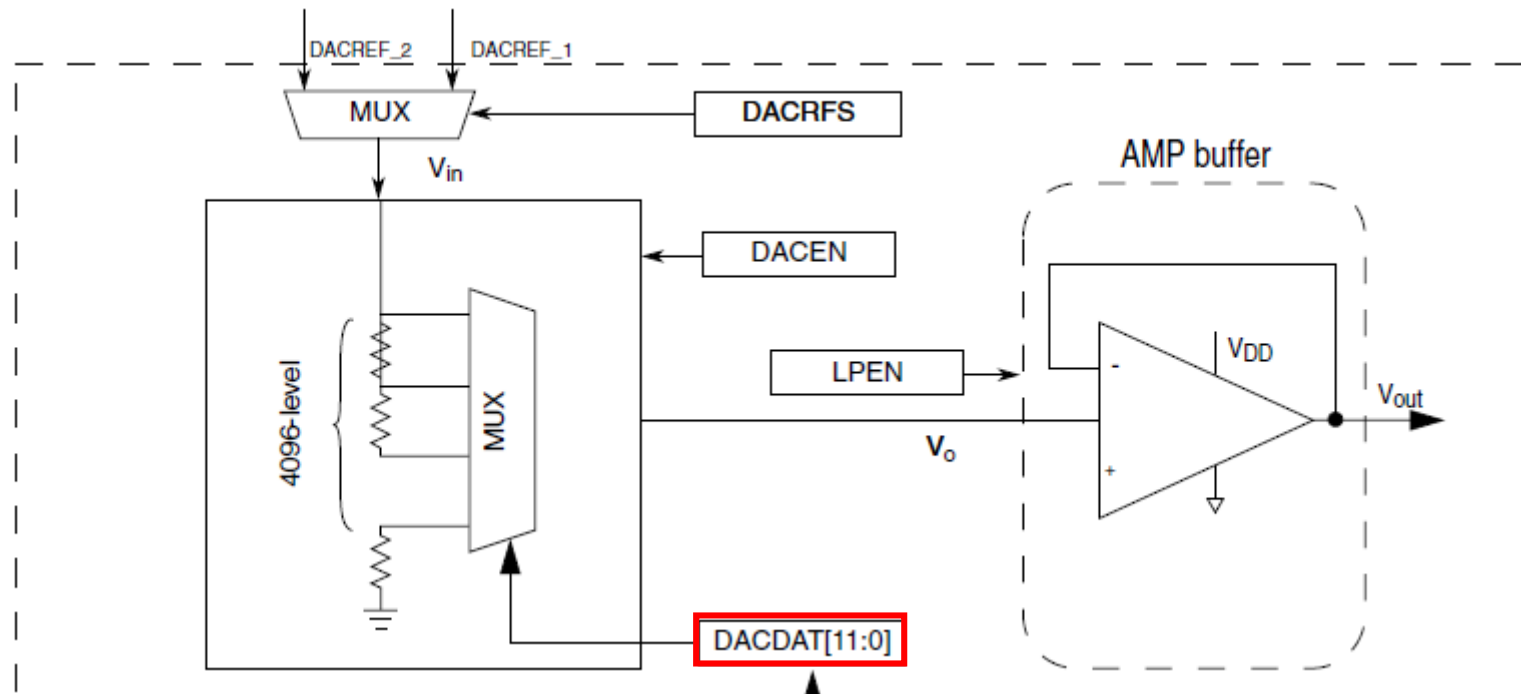 DACREF_2
DACREF_1
MUX
DACRFS
Vin
AMP buffer
DACEN
4096-level
MUX
LPEN
VDD
-
Vout
Vo
+
DACDAT[11:0]